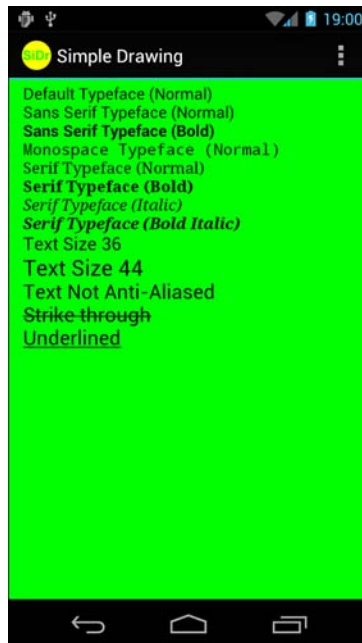 19:00
SiDr Simple Drawing
Default Typeface (Normal)
Sans Serif Typeface (Normal)
Sans Serif Typeface (Bold)
Monospace Typeface (Normal)
Serif Typeface (Normal)
Serif Typeface (Bold)
Serif Typeface (Italic)
Serif Typeface (Bold Italic)
Text Size 36
Text Size 44
Text Not Anti-Aliased
Strike through
Underlined